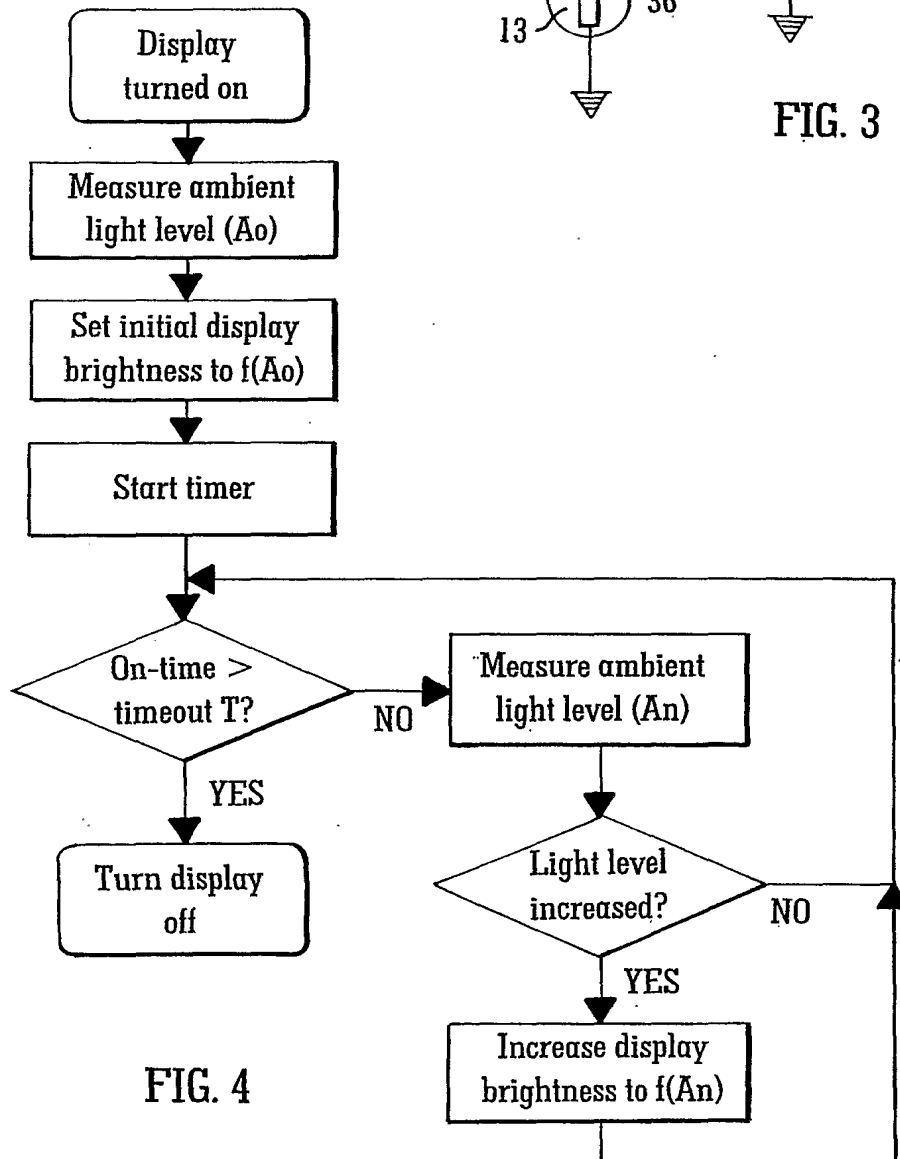 13
36
FIG. 3
Display
turned on
Measure ambient
light level (Ao)
Set initial display
brightness to f(Ao)
Start timer
On-time >
timeout T?
NO
YES
Turn display
off
Measure ambient
light level (An)
Light level
increased?
NO
YES
Increase display
brightness to f(An)
FIG. 4